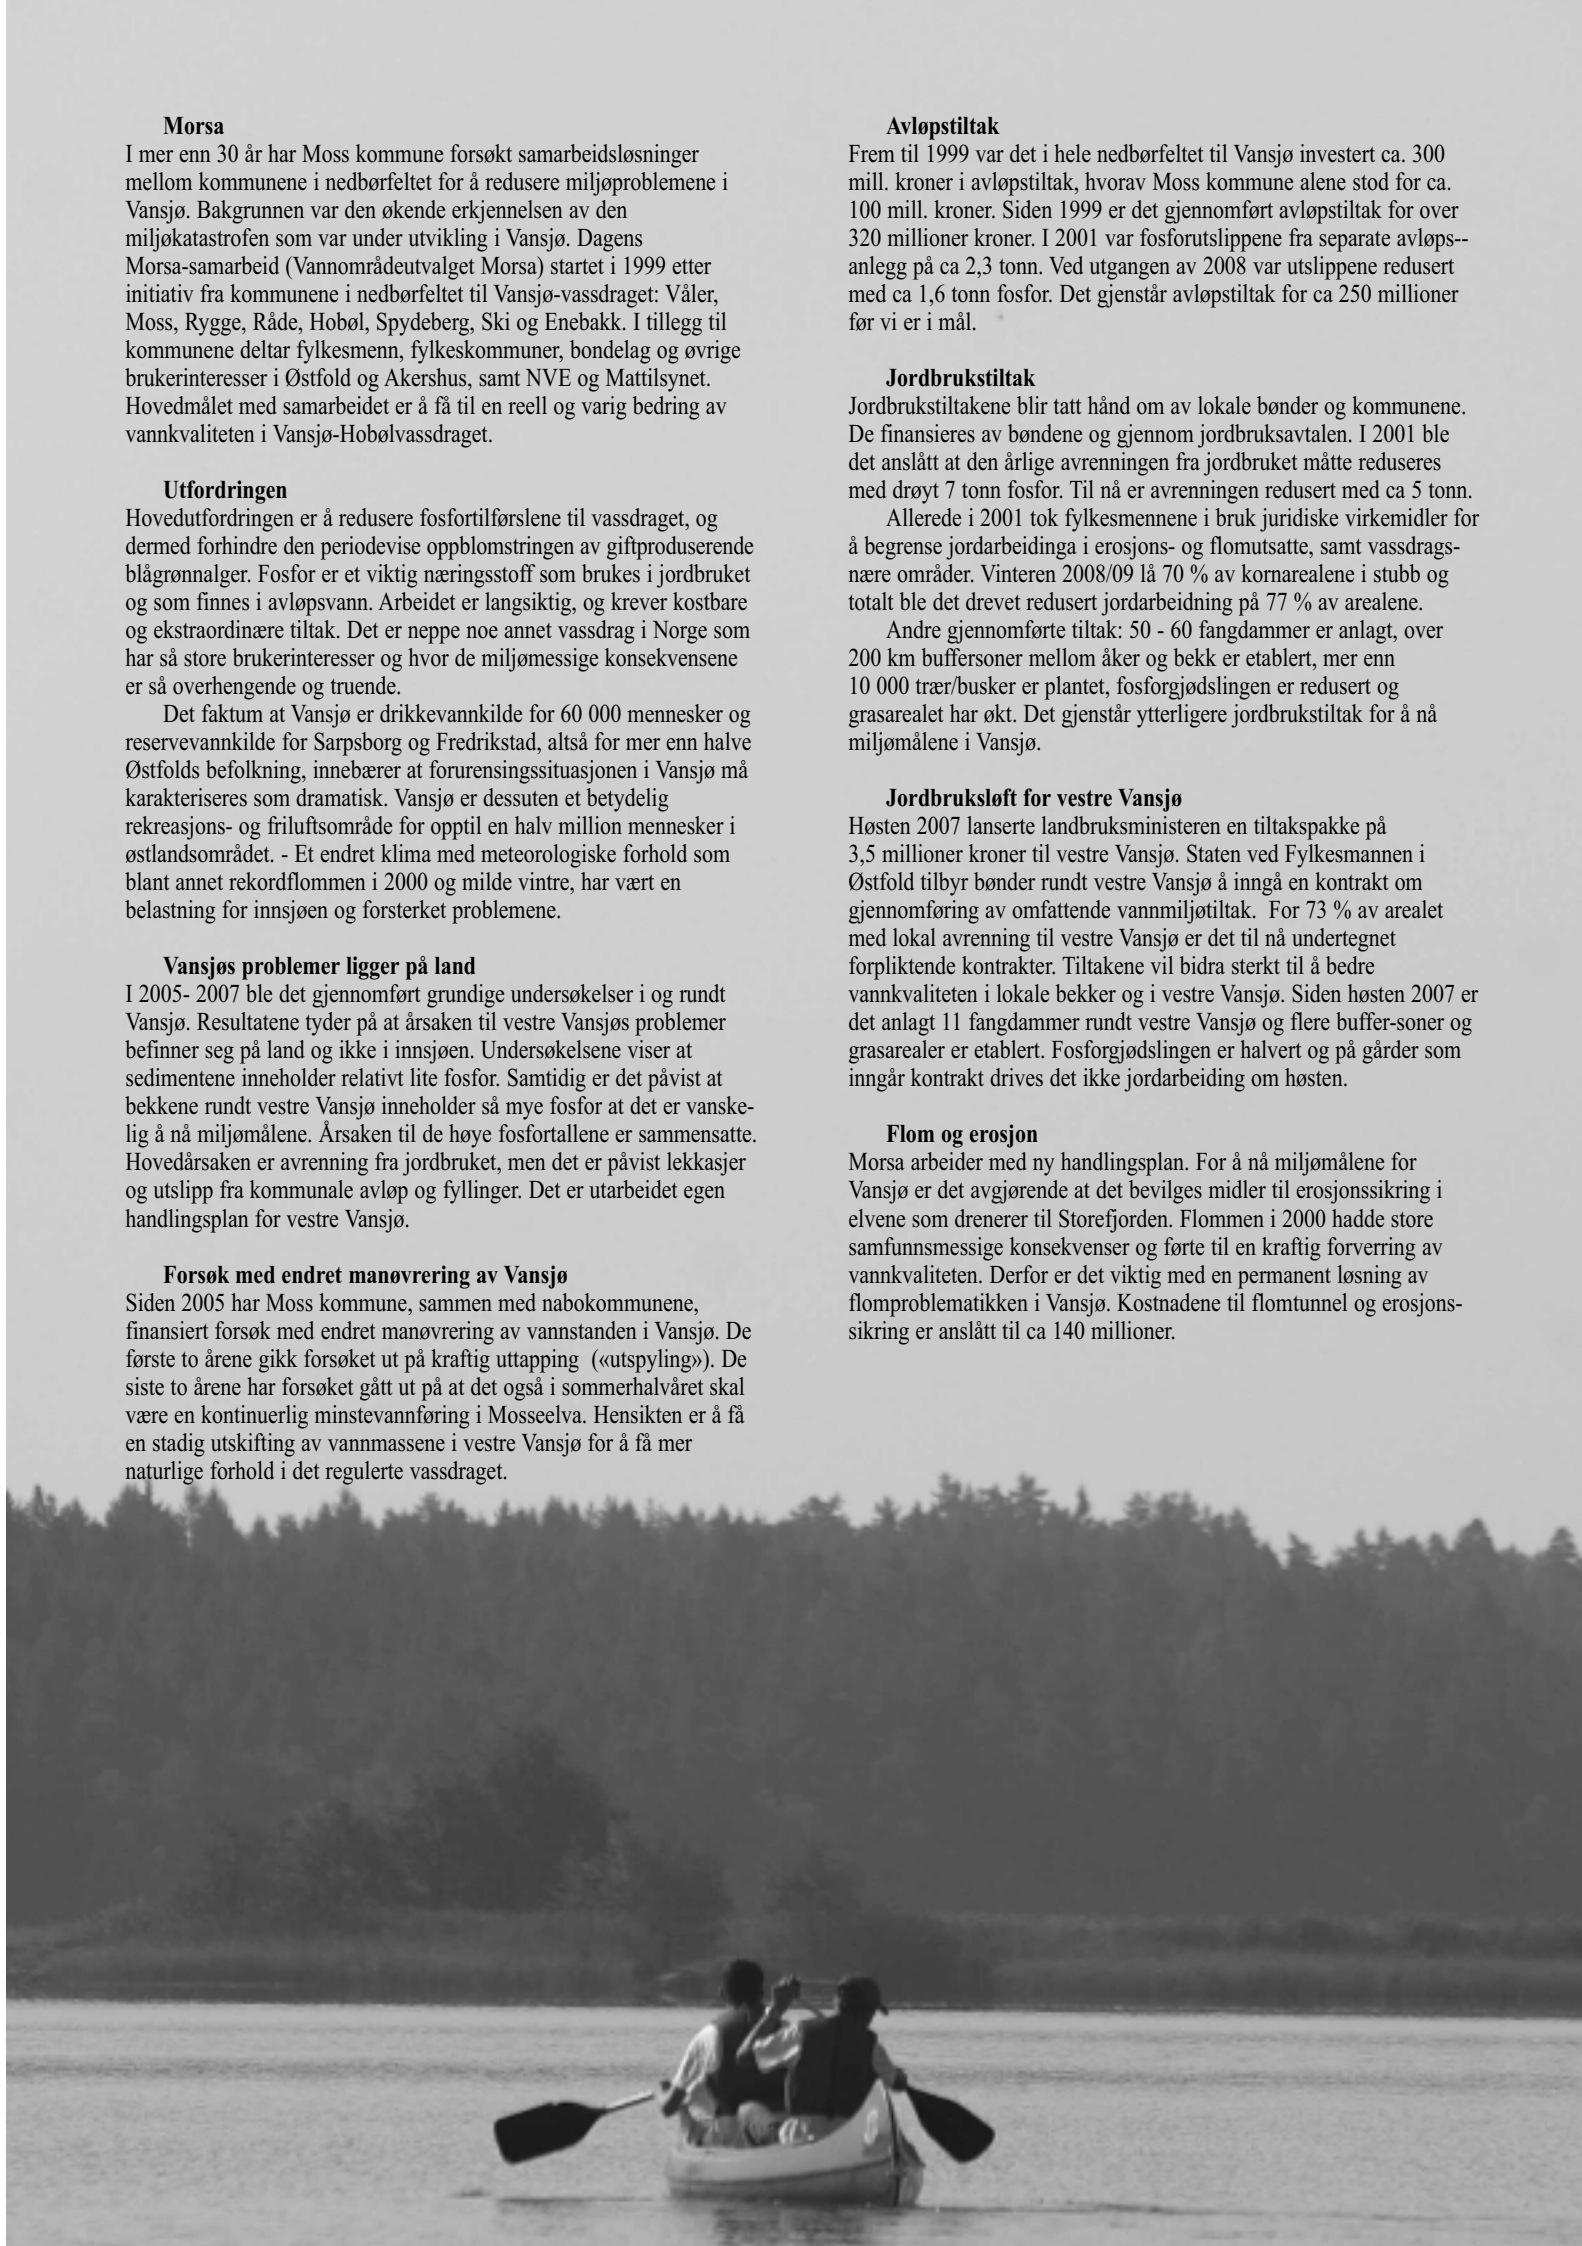 Morsa
I mer enn 30 år har Moss kommune forsøkt samarbeidsløsninger
mellom kommunene i nedbørfeltet for å redusere miljøproblemene i
Vansjø. Bakgrunnen var den økende erkjennelsen av den
miljøkatastrofen som var under utvikling i Vansjø. Dagens
Morsa-samarbeid (Vannområdeutvalget Morsa) startet i 1999 etter
initiativ fra kommunene i nedbørfeltet til Vansjø-vassdraget: Våler,
Moss, Rygge, Råde, Hobøl, Spydeberg, Ski og Enebakk. I tillegg til
kommunene deltar fylkesmenn, fylkeskommuner, bondelag og øvrige
brukerinteresser i Østfold og Akershus, samt NVE og Mattilsynet.
Hovedmålet med samarbeidet er å få til en reell og varig bedring av
vannkvaliteten i Vansjø-Hobølvassdraget.
Utfordringen
Hovedutfordringen er å redusere fosfortilførslene til vassdraget, og
dermed forhindre den periodevise oppblomstringen av giftproduserende
blågrønnalger. Fosfor er et viktig næringsstoff som brukes i jordbruket
og som finnes i avløpsvann. Arbeidet er langsiktig, og krever kostbare
og ekstraordinære tiltak. Det er neppe noe annet vassdrag i Norge som
har så store brukerinteresser og hvor de miljømessige konsekvensene
er så overhengende og truende.
Det faktum at Vansjø er drikkevannkilde for 60 000 mennesker og
reservevannkilde for Sarpsborg og Fredrikstad, altså for mer enn halve
Østfolds befolkning, innebærer at forurensingssituasjonen i Vansjø må
karakteriseres som dramatisk. Vansjø er dessuten et betydelig
rekreasjons- og friluftsområde for opptil en halv million mennesker i
østlandsområdet. - Et endret klima med meteorologiske forhold som
blant annet rekordflommen i 2000 og milde vintre, har vært en
belastning for innsjøen og forsterket problemene.
Vansjøs problemer ligger på land
I 2005- 2007 ble det gjennomført grundige undersøkelser i og rundt
Vansjø. Resultatene tyder på at årsaken til vestre Vansjøs problemer
befinner seg på land og ikke i innsjøen. Undersøkelsene viser at
sedimentene inneholder relativt lite fosfor. Samtidig er det påvist at
bekkene rundt vestre Vansjø inneholder så mye fosfor at det er vanske-
lig å nå miljømålene. Årsaken til de høye fosfortallene er sammensatte.
Hovedårsaken er avrenning fra jordbruket, men det er påvist lekkasjer
og utslipp fra kommunale avløp og fyllinger. Det er utarbeidet egen
handlingsplan for vestre Vansjø.
Forsøk med endret manøvrering av Vansjø
Siden 2005 har Moss kommune, sammen med nabokommunene,
finansiert forsøk med endret manøvrering av vannstanden i Vansjø. De
første to årene gikk forsøket ut på kraftig uttapping («utspyling»). De
siste to årene har forsøket gått ut på at det også i sommerhalvåret skal
være en kontinuerlig minstevannføring i Mosseelva. Hensikten er å få
en stadig utskifting av vannmassene i vestre Vansjø for å få mer
naturlige forhold i det regulerte vassdraget.
Avløpstiltak
Frem til 1999 var det i hele nedbørfeltet til Vansjø investert ca. 300
mill. kroner i avløpstiltak, hvorav Moss kommune alene stod for ca.
100 mill. kroner. Siden 1999 er det gjennomført avløpstiltak for over
320 millioner kroner. I 2001 var fosforutslippene fra separate avløps--
anlegg på ca 2,3 tonn. Ved utgangen av 2008 var utslippene redusert
med ca 1,6 tonn fosfor. Det gjenstår avløpstiltak for ca 250 millioner
før vi er i mål.
Jordbrukstiltak
Jordbrukstiltakene blir tatt hånd om av lokale bønder og kommunene.
De finansieres av bøndene og gjennom jordbruksavtalen. I 2001 ble
det anslått at den årlige avrenningen fra jordbruket måtte reduseres
med drøyt 7 tonn fosfor. Til nå er avrenningen redusert med ca 5 tonn.
Allerede i 2001 tok fylkesmennene i bruk juridiske virkemidler for
å begrense jordarbeidinga i erosjons- og flomutsatte, samt vassdrags-
nære områder. Vinteren 2008/09 lå 70 % av kornarealene i stubb og
totalt ble det drevet redusert jordarbeidning på 77 % av arealene.
Andre gjennomførte tiltak: 50 - 60 fangdammer er anlagt, over
200 km buffersoner mellom åker og bekk er etablert, mer enn
10 000 trær/busker er plantet, fosforgjødslingen er redusert og
grasarealet har økt. Det gjenstår ytterligere jordbrukstiltak for å nå
miljømålene i Vansjø.
Jordbruksløft for vestre Vansjø
Høsten 2007 lanserte landbruksministeren en tiltakspakke på
3,5 millioner kroner til vestre Vansjø. Staten ved Fylkesmannen i
Østfold tilbyr bønder rundt vestre Vansjø å inngå en kontrakt om
gjennomføring av omfattende vannmiljøtiltak. For 73 % av arealet
med lokal avrenning til vestre Vansjø er det til nå undertegnet
forpliktende kontrakter. Tiltakene vil bidra sterkt til å bedre
vannkvaliteten i lokale bekker og i vestre Vansjø. Siden høsten 2007 er
det anlagt 11 fangdammer rundt vestre Vansjø og flere buffer-soner og
grasarealer er etablert. Fosforgjødslingen er halvert og på gårder som
inngår kontrakt drives det ikke jordarbeiding om høsten.
Flom og erosjon
Morsa arbeider med ny handlingsplan. For å nå miljømålene for
Vansjø er det avgjørende at det bevilges midler til erosjonssikring i
elvene som drenerer til Storefjorden. Flommen i 2000 hadde store
samfunnsmessige konsekvenser og førte til en kraftig forverring av
vannkvaliteten. Derfor er det viktig med en permanent løsning av
flomproblematikken i Vansjø. Kostnadene til flomtunnel og erosjons-
sikring er anslått til ca 140 millioner.